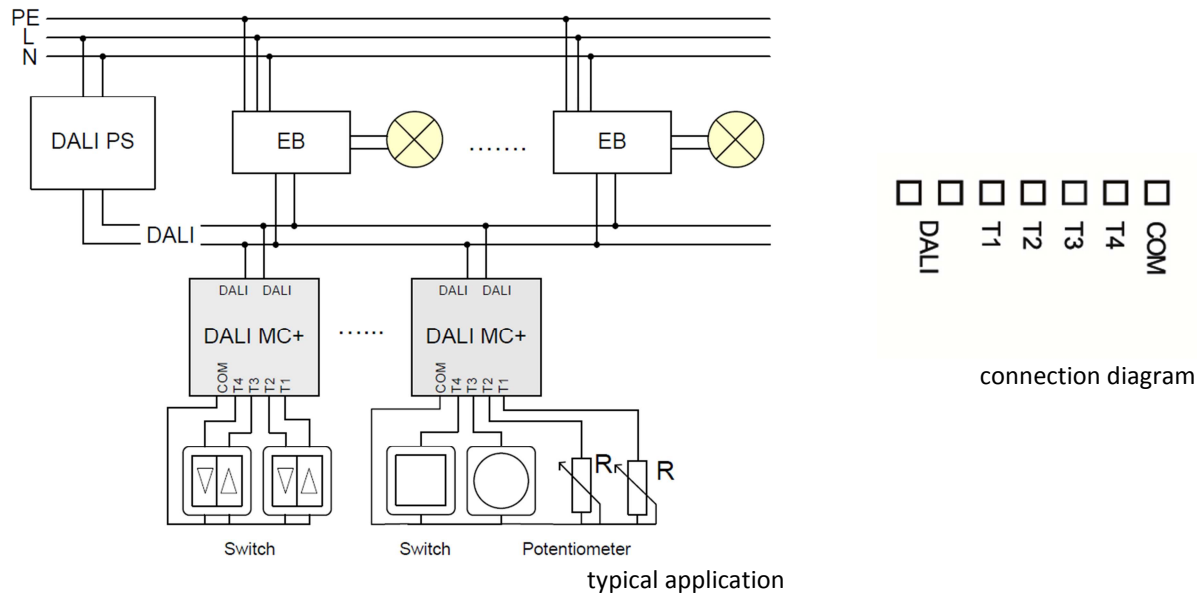 PE
L
N
DALI PS
EB
.......
EB
DALI
DALI DALI
DALI MC+
COM
T4
T3
T2
T1
......
DALI DALI
DALI MC+
COM
T4
T3
T2
T1
R
R
Switch
Switch
Potentiometer
typical application
DALI
T1
T2
T3
T4
COM
connection diagram